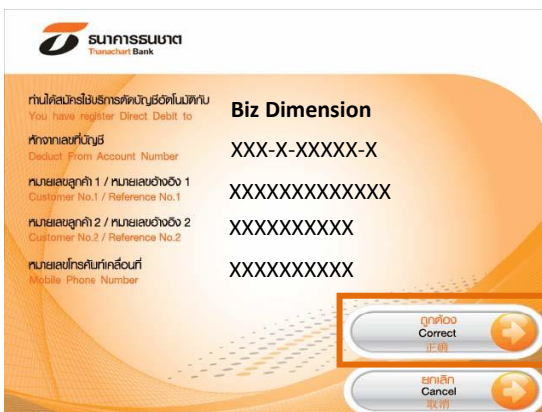 ธนาคารธนชาต
Thanachart Bank
ท่านได้สมัครใช้บริการตัดบัญชีอัตโนมัติกับ
You have register Direct Debit to
Biz Dimension
หักจากเลขที่บัญชี
Deduct From Account Number
XXX-X-XXXXX-X
หมายเลขลูกค้า 1 / หมายเลขอ้างอิง 1
Customer No.1 / Reference No.1
XXXXXXXXXXXXX
หมายเลขลูกค้า 2 / หมายเลขอ้างอิง 2
Customer No.2 / Reference No.2
XXXXXXXXXX
หมายเลขโทรศัพท์เคลื่อนที่
Mobile Phone Number
XXXXXXXXXX
ถูกต้อง
Correct
正确
ยกเลิก
Cancel
取消